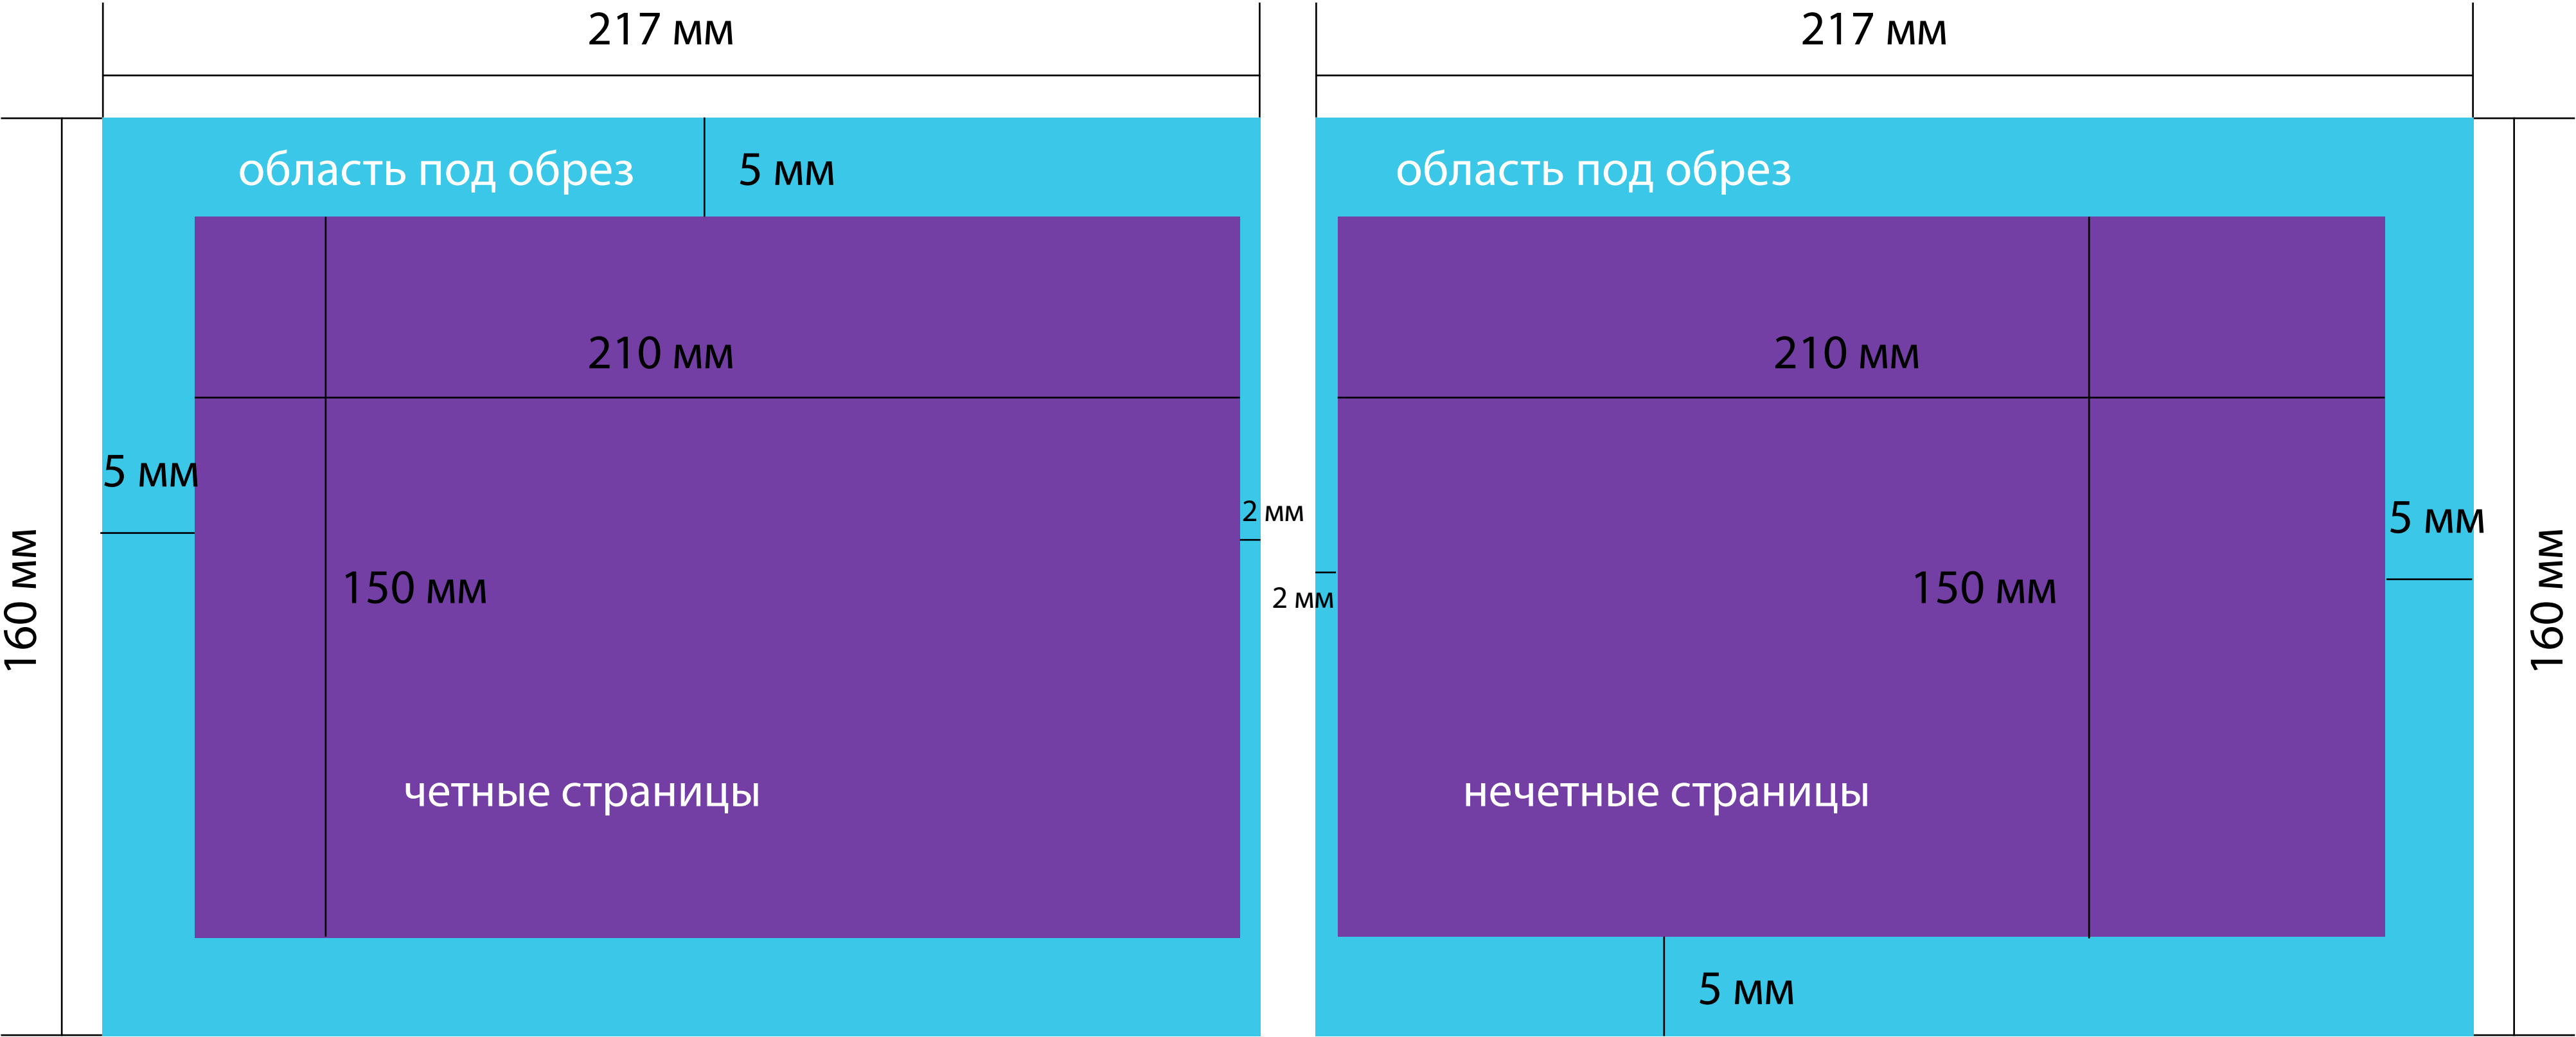 217 мм
217 мм
область под обрез
5 мм
область под обрез
210 мм
210 мм
5 мм
2 мм
5 мм
160 мм
150 мм
2 мм
150 мм
160 мм
четные страницы
нечетные страницы
5 мм